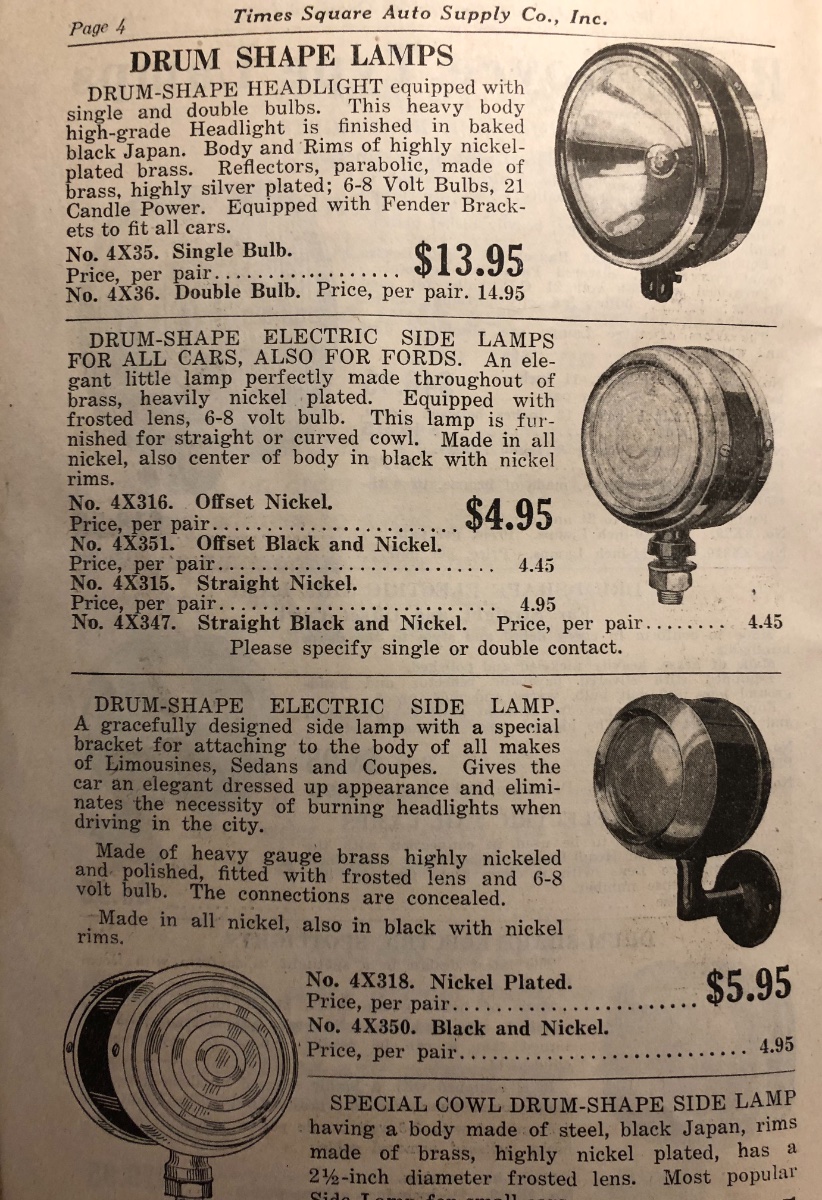 Page 4
Times Square Auto Supply Co., Inc.
DRUM SHAPE LAMPS
DRUM-SHAPE HEADLIGHT equipped with
single and double bulbs. This heavy body
high-grade Headlight is finished in baked
black Japan. Body and Rims of highly nickel-
plated brass. Reflectors, parabolic, made of
brass, highly silver plated; 6-8 Volt Bulbs, 21
Candle Power. Equipped with Fender Brack-
ets to fit all cars.
No. 4X35. Single Bulb.
Price, per pair.................. $13.95
No. 4X36. Double Bulb. Price, per pair. 14.95
DRUM-SHAPE ELECTRIC SIDE LAMPS
FOR ALL CARS, ALSO FOR FORDS. An ele-
gant little lamp perfectly made throughout of
brass, heavily nickel plated. Equipped with
frosted lens, 6-8 volt bulb. This lamp is fur-
nished for straight or curved cowl. Made in all
nickel, also center of body in black with nickel
rims.
No. 4X316. Offset Nickel.
Price, per pair....................... $4.95
No. 4X351. Offset Black and Nickel.
Price, per pair.......................... 4.45
No. 4X315. Straight Nickel.
Price, per pair.......................... 4.95
No. 4X347. Straight Black and Nickel. Price, per pair........ 4.45
Please specify single or double contact.
DRUM-SHAPE ELECTRIC SIDE LAMP.
A gracefully designed side lamp with a special
bracket for attaching to the body of all makes
of Limousines, Sedans and Coupes. Gives the
car an elegant dressed up appearance and elimi-
nates the necessity of burning headlights when
driving in the city.
Made of heavy gauge brass highly nickeled
and polished, fitted with frosted lens and 6-8
volt bulb. The connections are concealed.
Made in all nickel, also in black with nickel
rims.
No. 4X318. Nickel Plated.
Price, per pair....................... $5.95
No. 4X350. Black and Nickel.
Price, per pair........................... 4.95
SPECIAL COWL DRUM-SHAPE SIDE LAMP
having a body made of steel, black Japan, rims
made of brass, highly nickel plated, has a
2½-inch diameter frosted lens. Most popular
Side Lamp for small cars